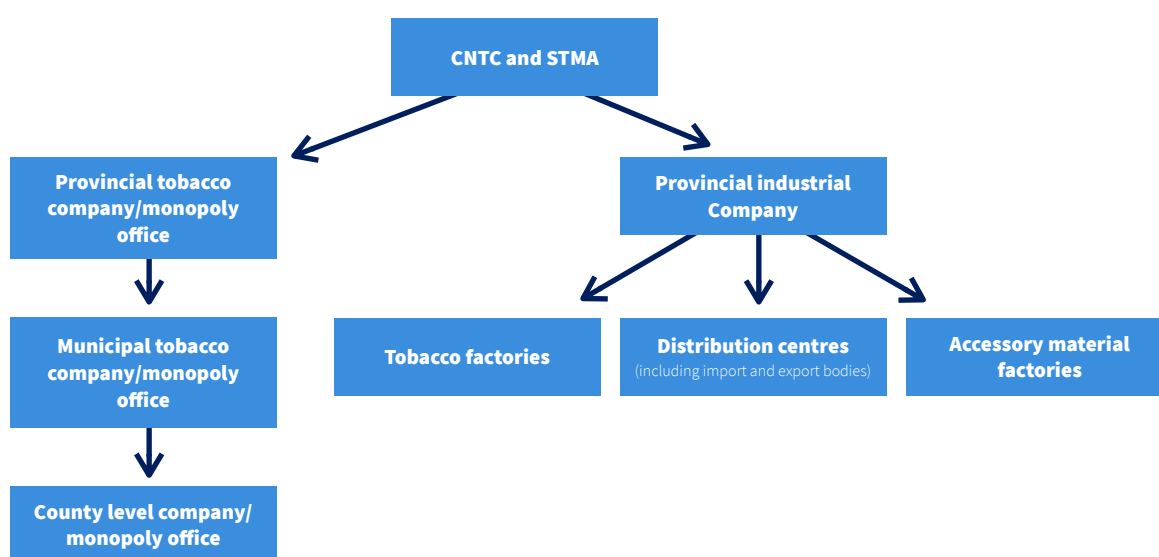 CNTC and STMA
Provincial tobacco
company/monopoly
office
Provincial industrial
Company
Municipal tobacco
company/monopoly
office
Tobacco factories
Distribution centres
(including import and export bodies)
Accessory material
factories
County level company/
monopoly office